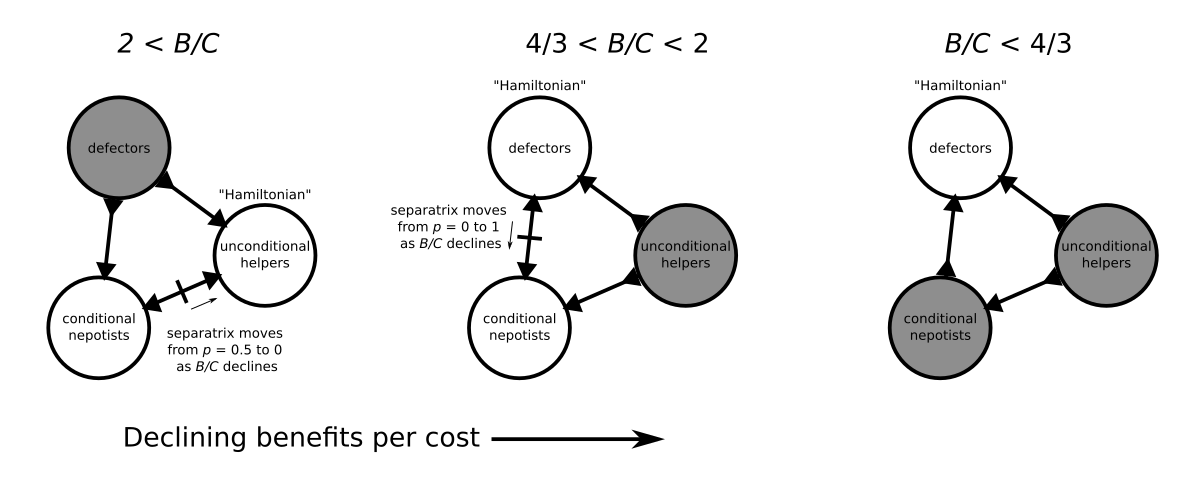 2 < B/C
defectors
"Hamiltonian"
unconditional
helpers
conditional
nepotists
separatrix moves
from p = 0.5 to 0
as B/C declines
4/3 < B/C < 2
"Hamiltonian"
defectors
separatrix moves
from p = 0 to 1
as B/C declines
unconditional
helpers
conditional
nepotists
B/C < 4/3
"Hamiltonian"
defectors
unconditional
helpers
conditional
nepotists
Declining benefits per cost